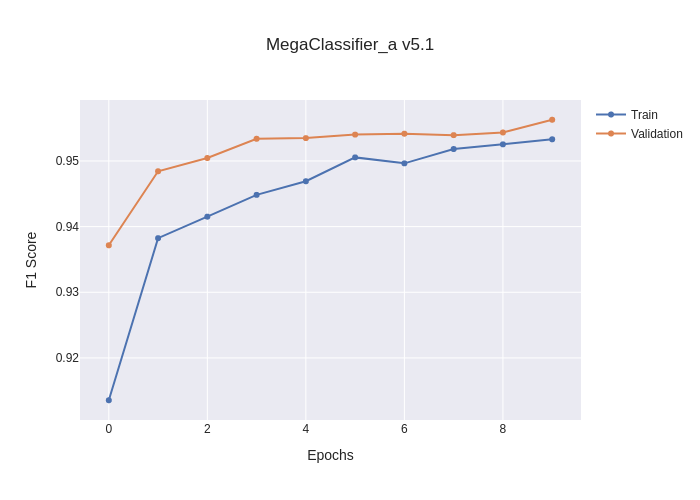 MegaClassifier_a v5.1
Train
Validation
0.95
0.94
0.93
0.92
F1 Score
0 2 4 6 8
Epochs